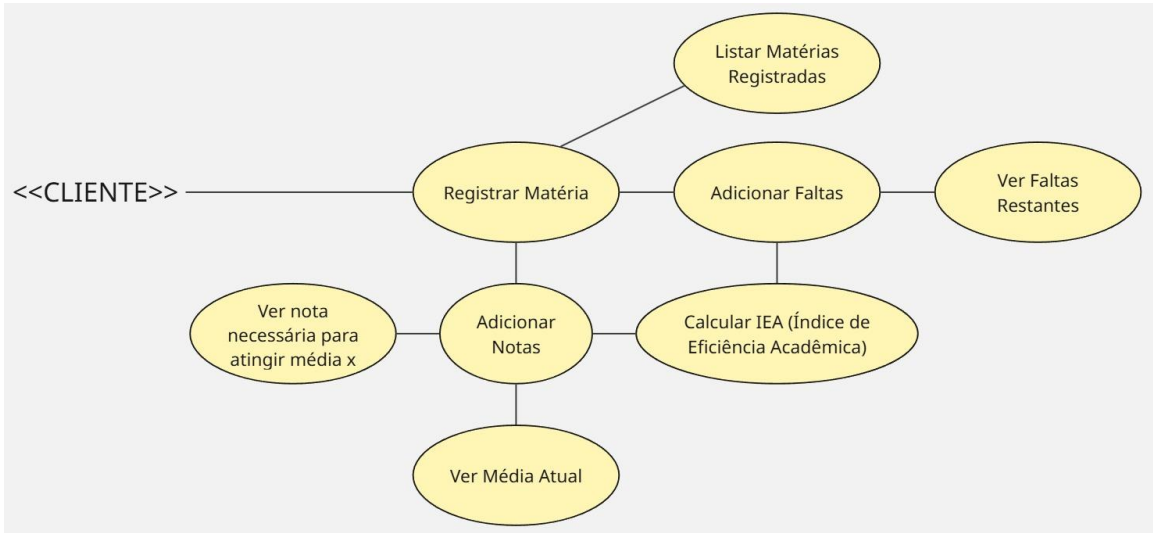 Listar Matérias
Registradas
<<CLIENTE>>
Registrar Matéria
Adicionar Faltas
Ver Faltas
Restantes
Ver nota
necessária para
atingir média x
Adicionar
Notas
Calcular IEA (Índice de
Eficiência Acadêmica)
Ver Média Atual